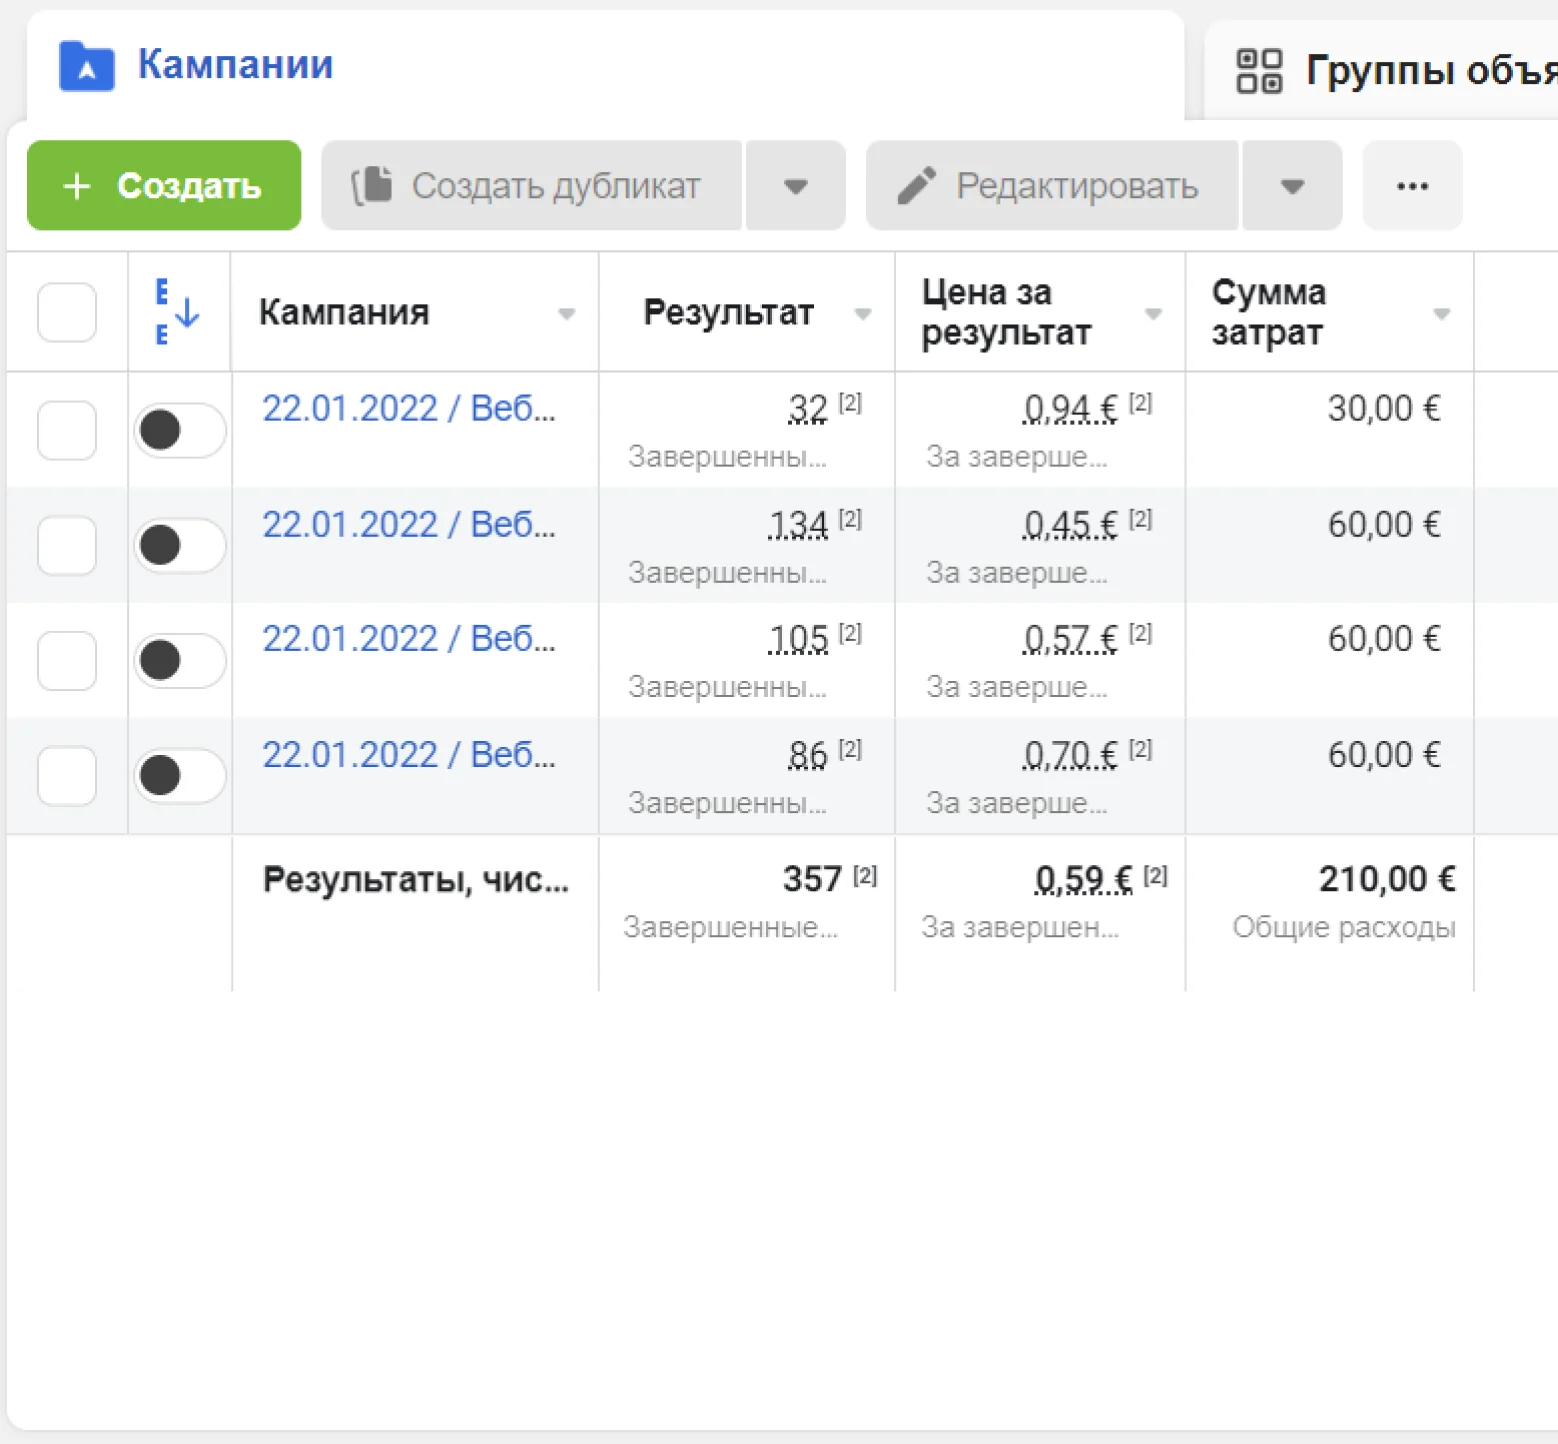 Кампании
Группы объя
+ Создать
Создать дубликат
Редактировать
...
Кампания
Результат
Цена за
результат
Сумма
затрат
22.01.2022 / Веб...
32 [2]
0,94 € [2]
30,00 €
Завершенны...
За заверше...
22.01.2022 / Веб...
134 [2]
0,45 € [2]
60,00 €
Завершенны...
За заверше...
22.01.2022 / Веб...
105 [2]
0,57 € [2]
60,00 €
Завершенны...
За заверше...
22.01.2022 / Веб...
86 [2]
0,70 € [2]
60,00 €
Завершенны...
За заверше...
Результаты, чис...
357 [2]
0,59 € [2]
210,00 €
Завершенные...
За завершен...
Общие расходы